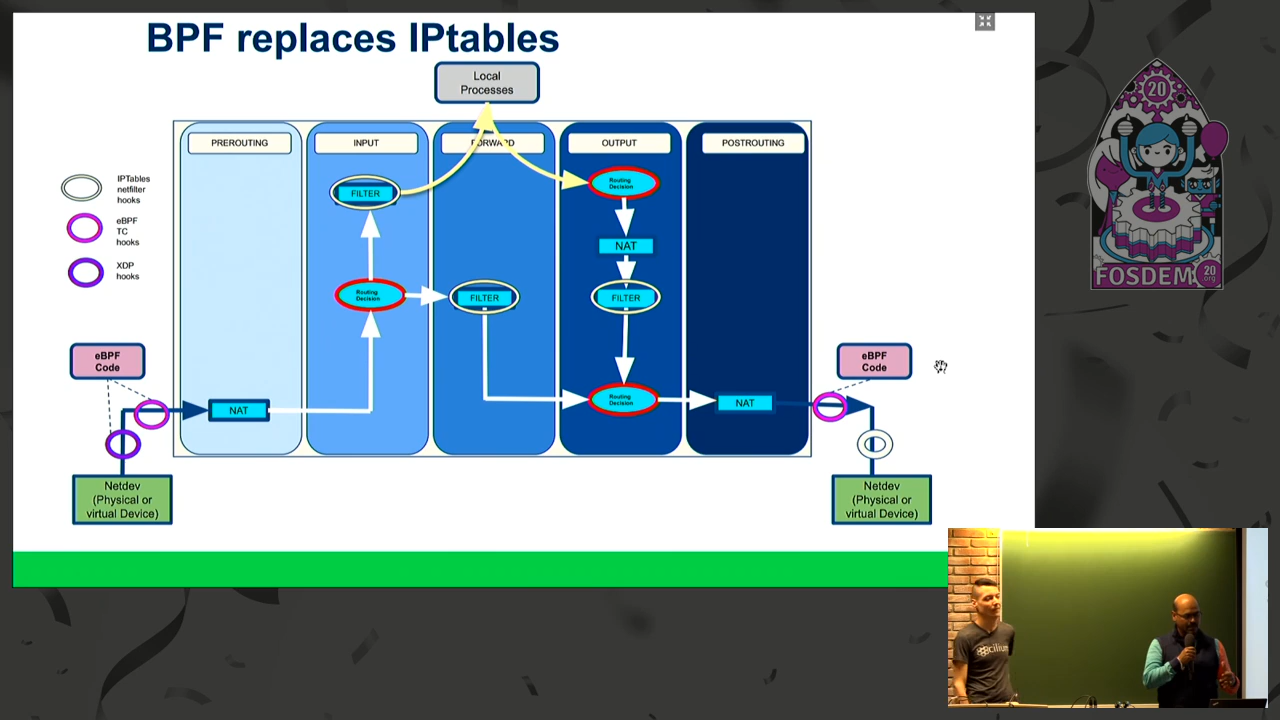 BPF replaces IPtables
Local
Processes
PREROUTING
INPUT
FORWARD
OUTPUT
POSTROUTING
IPTables
netfilter
hooks
eBPF
TC
hooks
XDP
hooks
FILTER
Routing
Decision
NAT
Routing
Decision
FILTER
FILTER
eBPF
Code
eBPF
Code
NAT
Routing
Decision
NAT
Netdev
(Physical or
virtual Device)
Netdev
(Physical or
virtual Device)
20
FOSDEM
20
.org
cilium